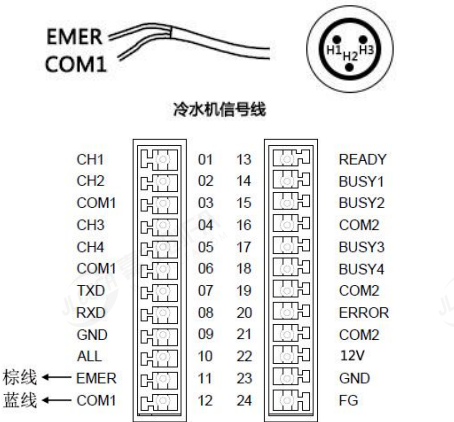 EMER
COM1
H1 H2 H3
冷水机信号线
CH1 01 13 READY
CH2 02 14 BUSY1
COM1 03 15 BUSY2
CH3 04 16 COM2
CH4 05 17 BUSY3
COM1 06 18 BUSY4
TXD 07 19 COM2
RXD 08 20 ERROR
GND 09 21 COM2
ALL 10 22 12V
棕线 EMER 11 23 GND
蓝线 COM1 12 24 FG